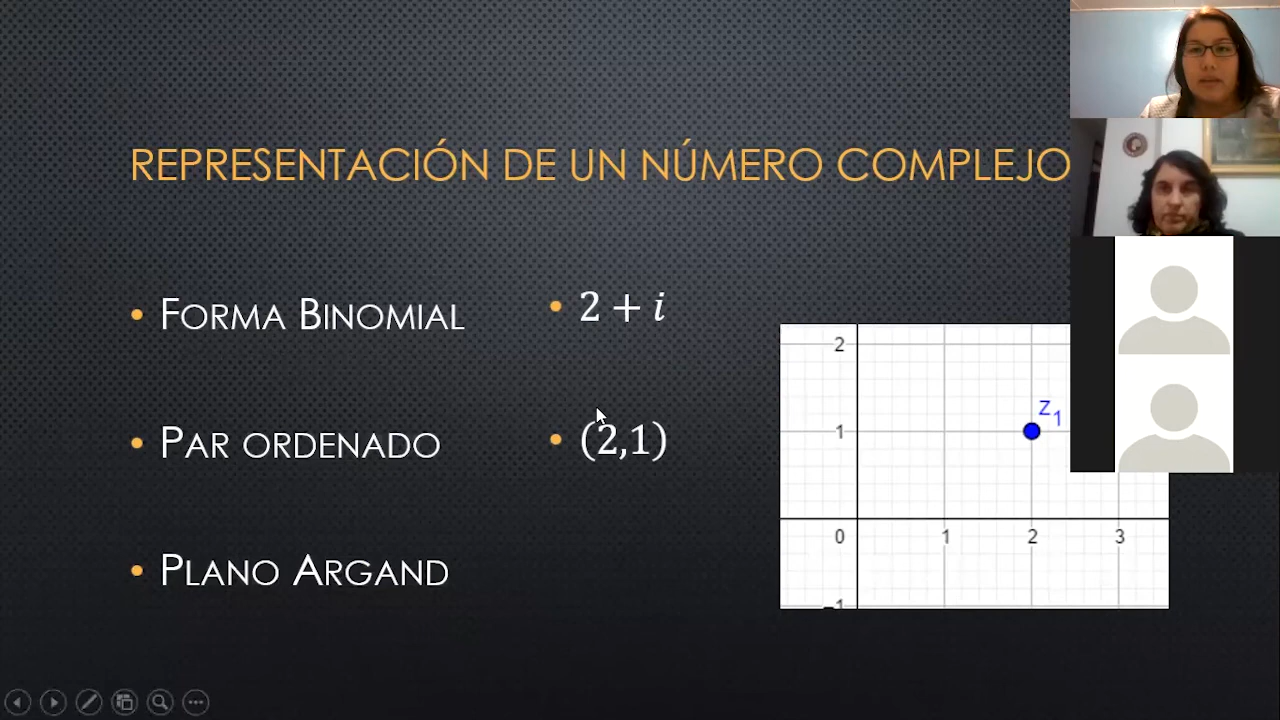 REPRESENTACIÓN DE UN NÚMERO COMPLEJO
• FORMA BINOMIAL
• 2 + i
• PAR ORDENADO
• (2,1)
• PLANO ARGAND
2
z₁
1
0 1 2 3
-1